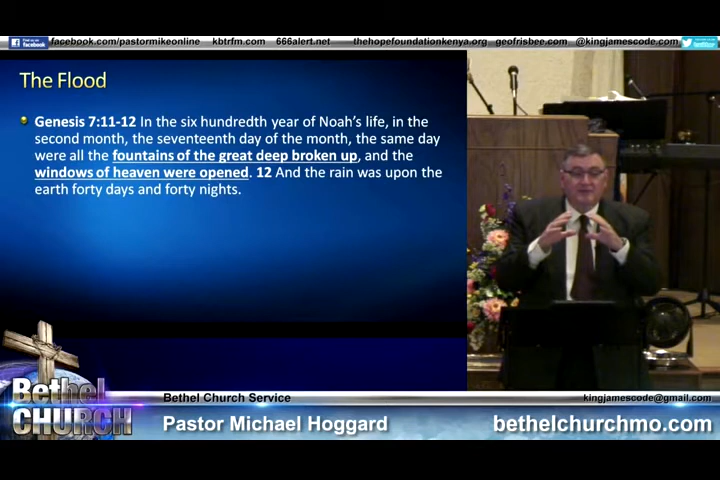 Find us on facebook
facebook.com/pastormikeonline kbtrfm.com 666alert.net thehopefoundationkenya.org geofrisbee.com @kingjamescode.com
The Flood
Genesis 7:11-12 In the six hundredth year of Noah's life, in the
second month, the seventeenth day of the month, the same day
were all the fountains of the great deep broken up, and the
windows of heaven were opened. 12 And the rain was upon the
earth forty days and forty nights.
Bethel
CHURCH
Bethel Church Service
kingjamescode@gmail.com
Pastor Michael Hoggard
bethelchurchmo.com